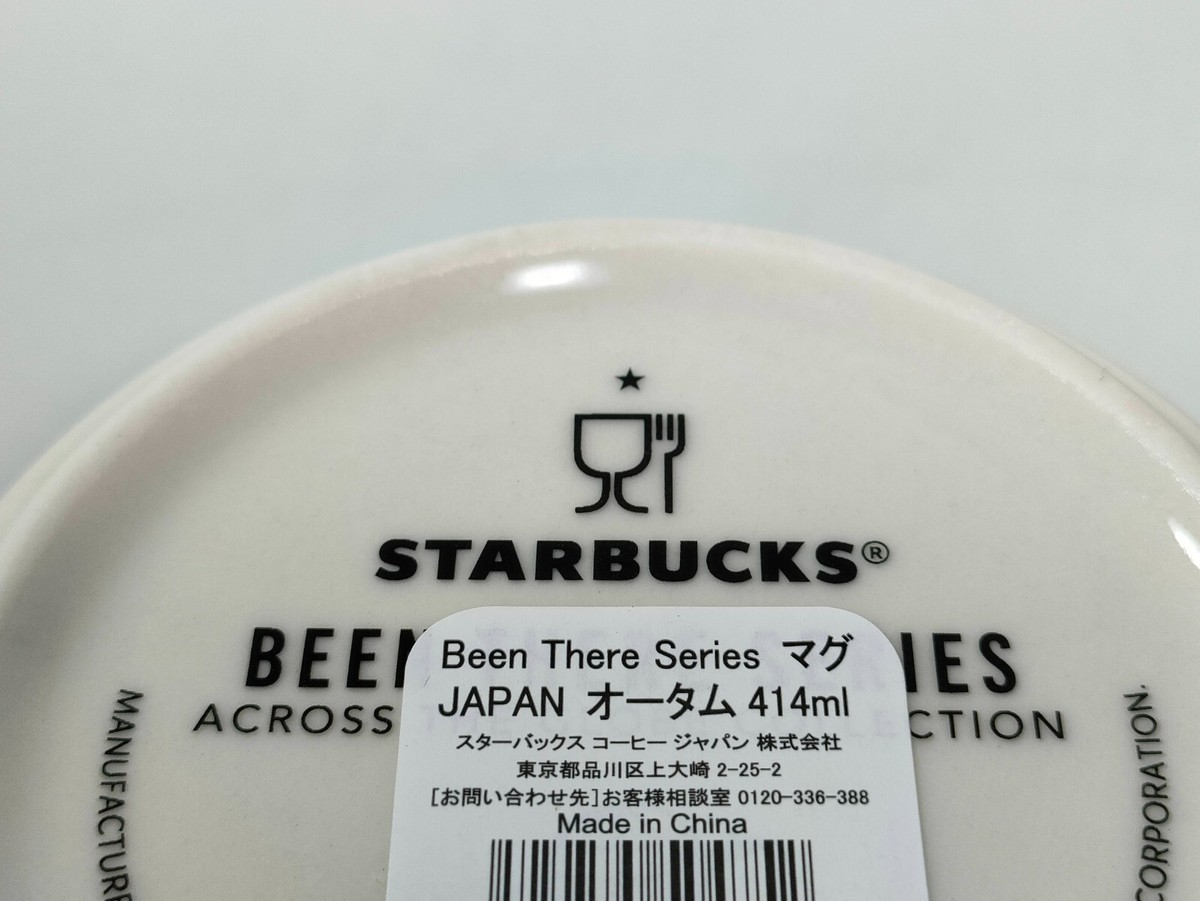 STARBUCKS®
BEEN
IES
ACROSS
CTION
Been There Series マグ
JAPAN オータム 414ml
スターバックス コーヒー ジャパン 株式会社
東京都品川区上大崎 2-25-2
[お問い合わせ先]お客様相談室 0120-336-388
Made in China
MANUFACTURE
CORPORATION.